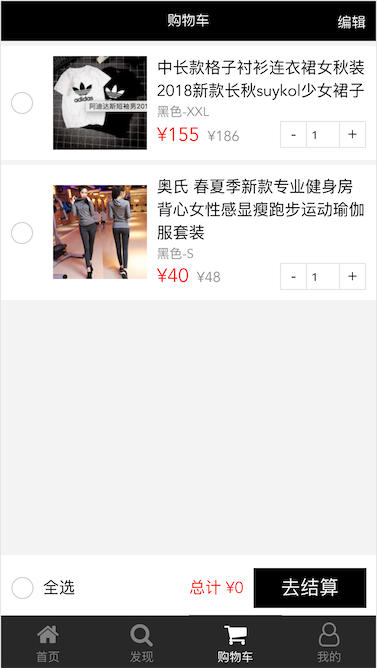 购物车
编辑
adidas
阿迪达斯短袖男201
中长款格子衬衫连衣裙女秋装
2018新款长秋suykol少女裙子
黑色-XXL
¥155 ¥186
- 1 +
奥氏 春夏季新款专业健身房
背心女性感显瘦跑步运动瑜伽
服套装
黑色-S
¥40 ¥48
- 1 +
全选
总计 ¥0
去结算
首页
发现
购物车
我的